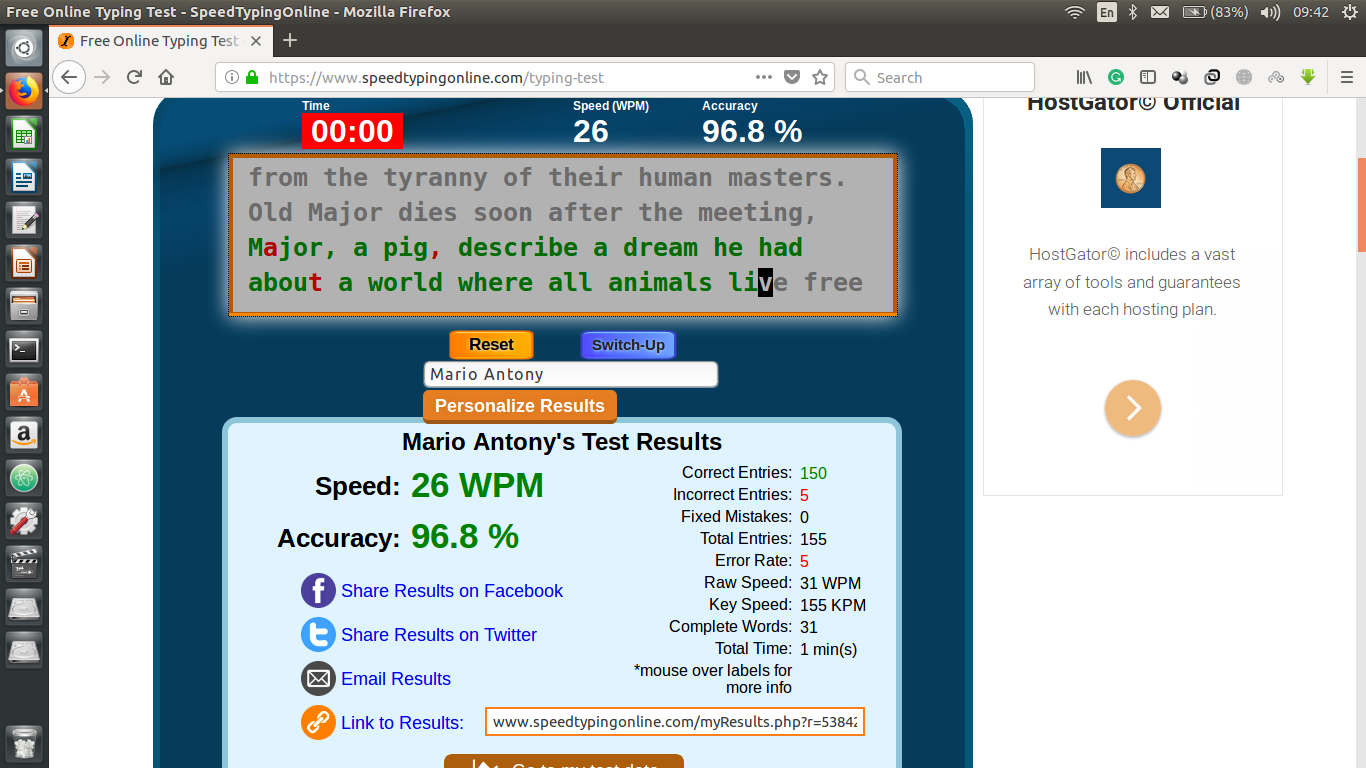 Free Online Typing Test - SpeedTypingOnline - Mozilla Firefox
En
(83%)
09:42
Free Online Typing Test
https://www.speedtypingonline.com/typing-test
Search
Time
Speed (WPM)
Accuracy
00:00
26
96.8 %
from the tyranny of their human masters.
Old Major dies soon after the meeting,
Major, a pig, describe a dream he had
about a world where all animals live free
Reset
Switch-Up
Mario Antony
Personalize Results
Mario Antony's Test Results
Speed: 26 WPM
Accuracy: 96.8 %
Share Results on Facebook
Share Results on Twitter
Email Results
Link to Results: www.speedtypingonline.com/myResults.php?r=53842
Correct Entries: 150
Incorrect Entries: 5
Fixed Mistakes: 0
Total Entries: 155
Error Rate: 5
Raw Speed: 31 WPM
Key Speed: 155 KPM
Complete Words: 31
Total Time: 1 min(s)
*mouse over labels for
more info
Go to my test data
HostGator© Official
HostGator© includes a vast
array of tools and guarantees
with each hosting plan.